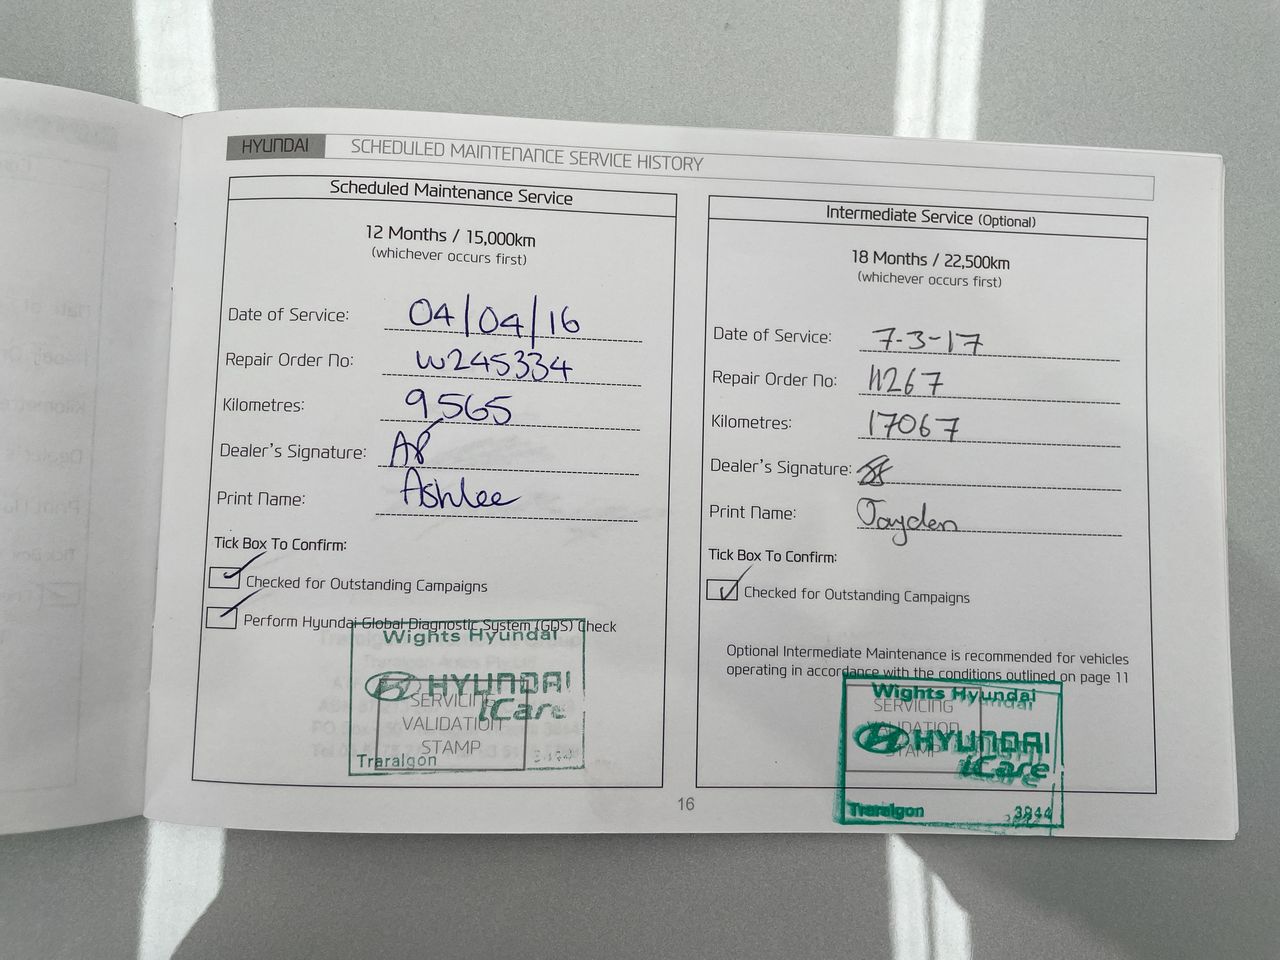 HYUNDAI SCHEDULED MAINTENANCE SERVICE HISTORY
Scheduled Maintenance Service
12 Months / 15,000km
(whichever occurs first)
Date of Service: 04/04/16
Repair Order No: W245334
Kilometres: 9565
Dealer's Signature:
Print Name: Ashlee
Tick Box To Confirm:
Checked for Outstanding Campaigns
Perform Hyundai Global Diagnostic System (GDS) Check
Wights Hyundai
HYUNDAI
iCare
SERVICING
VALIDATION
STAMP
Traralgon
Intermediate Service (Optional)
18 Months / 22,500km
(whichever occurs first)
Date of Service: 7-3-17
Repair Order No: 11267
Kilometres: 17067
Dealer's Signature:
Print Name: Jayden
Tick Box To Confirm:
Checked for Outstanding Campaigns
Optional Intermediate Maintenance is recommended for vehicles
operating in accordance with the conditions outlined on page 11
Wights Hyundai
SERVICING
VALIDATION
STAMP
HYUNDAI
iCare
Traralgon 3844
16